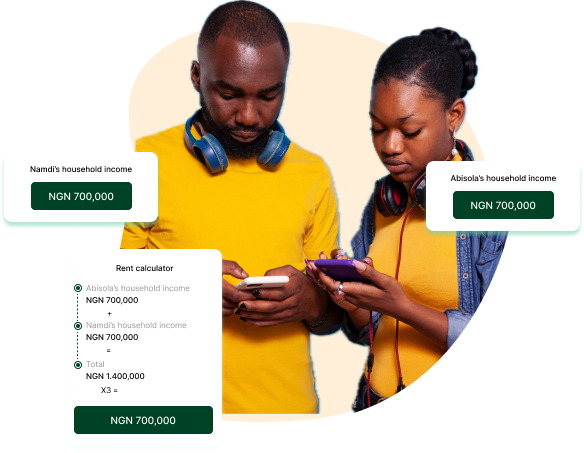 Namdi's household income
NGN 700,000
Abisola's household income
NGN 700,000
Rent calculator
Abisola's household income
NGN 700,000
+
Namdi's household income
NGN 700,000
=
Total
NGN 1.400,000
X3 =
NGN 700,000